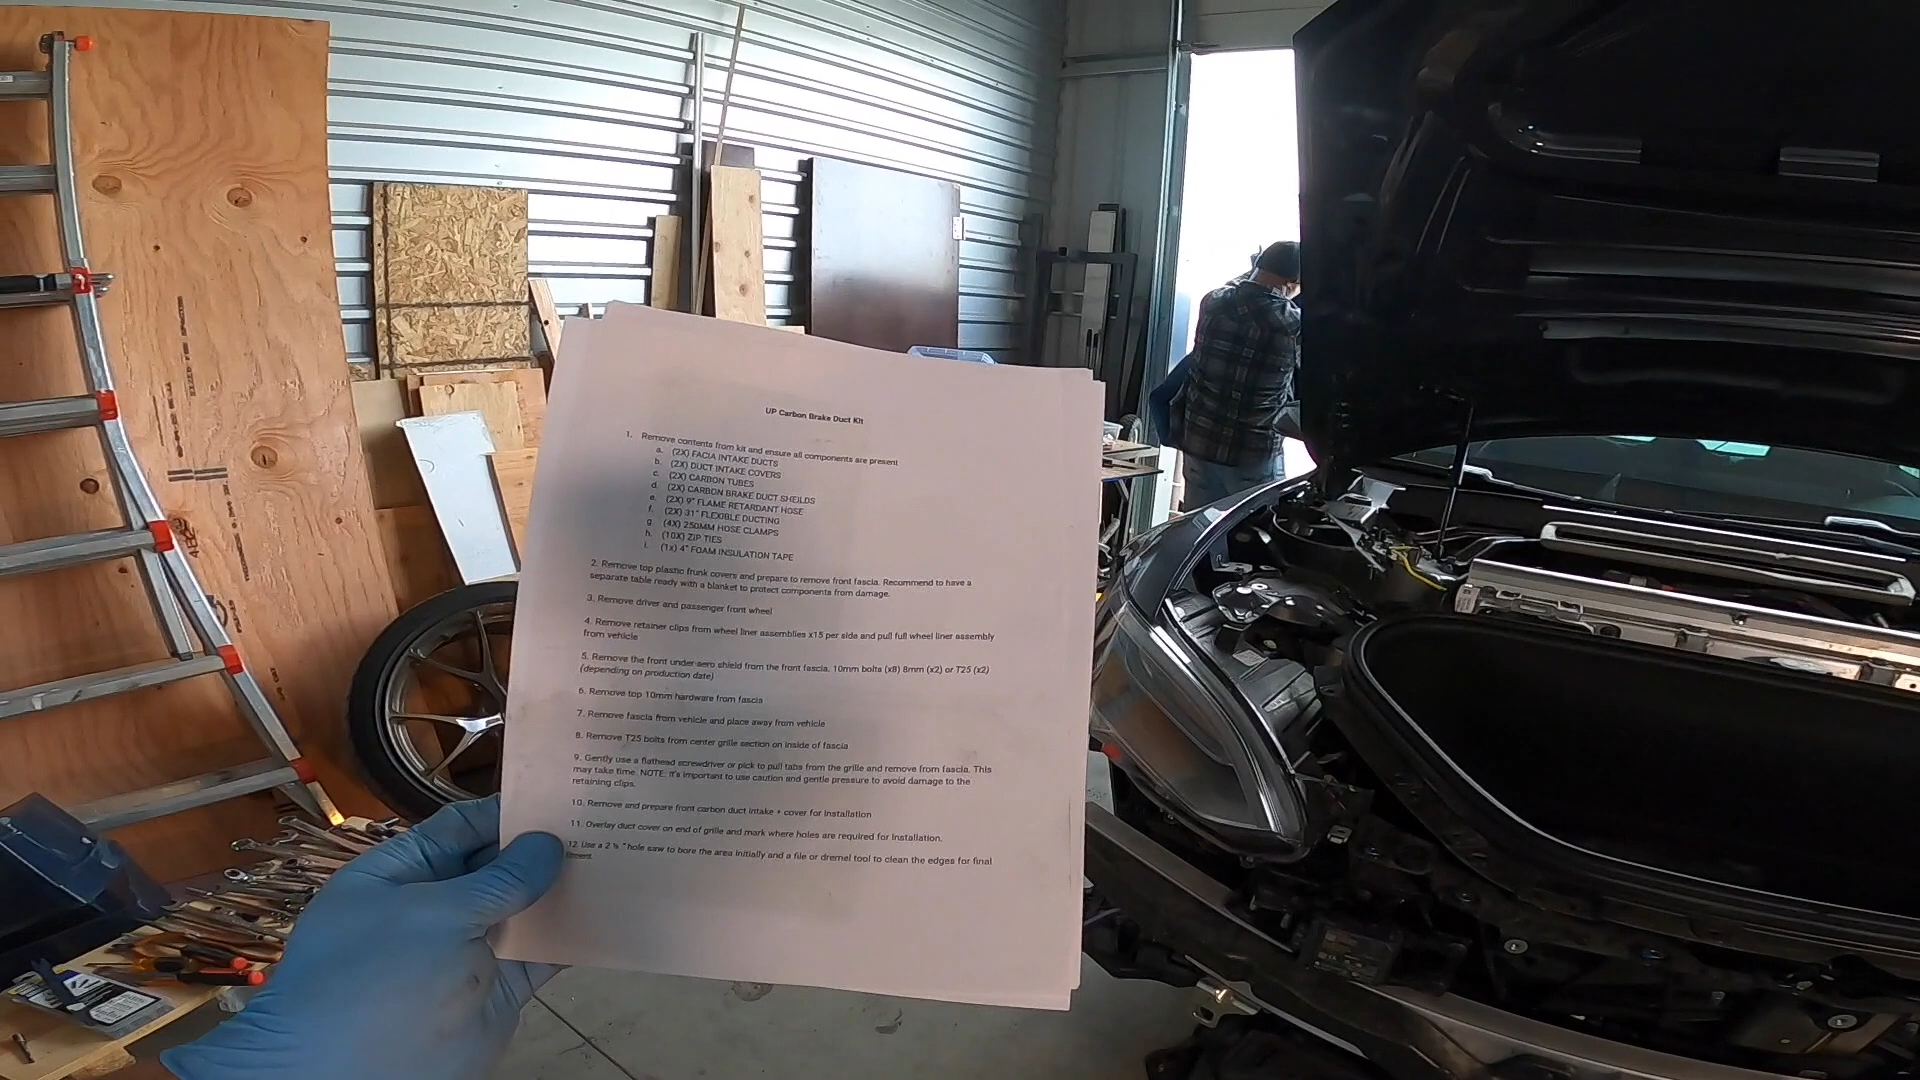 UP Carbon Brake Duct Kit
1. Remove contents from kit and ensure all components are present
a. (2X) FACIA INTAKE DUCTS
b. (2X) DUCT INTAKE COVERS
c. (2X) CARBON TUBES
d. (2X) CARBON BRAKE DUCT SHEILDS
e. (2X) 9" FLAME RETARDANT HOSE
f. (2X) 31" FLEXIBLE DUCTING
g. (4X) 250MM HOSE CLAMPS
h. (10X) ZIP TIES
i. (1x) 4" FOAM INSULATION TAPE
2. Remove top plastic frunk covers and prepare to remove front fascia. Recommend to have a
separate table ready with a blanket to protect components from damage.
3. Remove driver and passenger front wheel
4. Remove retainer clips from wheel liner assemblies x15 per side and pull full wheel liner assembly
from vehicle
5. Remove the front under-aero shield from the front fascia. 10mm bolts (x8) 8mm (x2) or T25 (x2)
(depending on production date)
6. Remove top 10mm hardware from fascia
7. Remove fascia from vehicle and place away from vehicle
8. Remove T25 bolts from center grille section on inside of fascia
9. Gently use a flathead screwdriver or pick to pull tabs from the grille and remove from fascia. This
may take time. NOTE: it's important to use caution and gentle pressure to avoid damage to the
retaining clips.
10. Remove and prepare front carbon duct intake + cover for installation
11. Overlay duct cover on end of grille and mark where holes are required for installation.
12. Use a 2 " hole saw to bore the area initially and a file or dremel tool to clean the edges for final